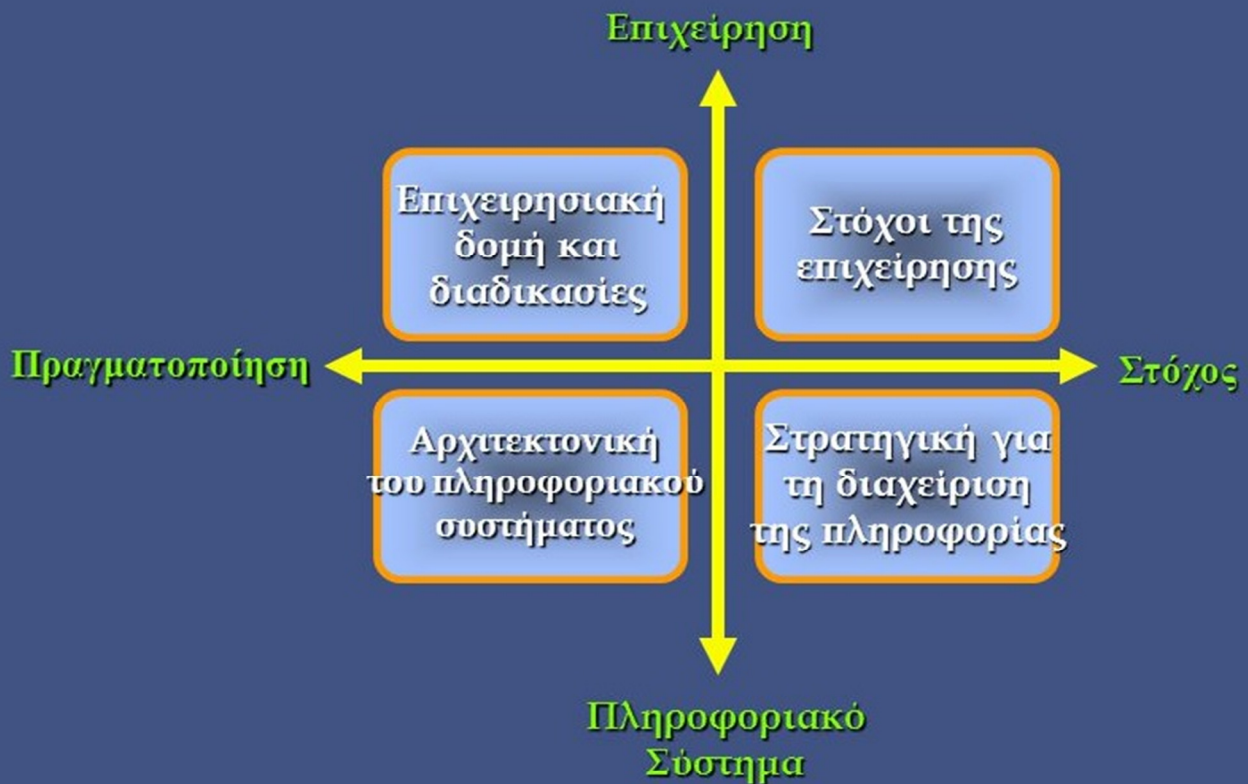 Επιχείρηση
Επιχειρησιακή
δομή και
διαδικασίες
Στόχοι της
επιχείρησης
Πραγματοποίηση
Στόχος
Αρχιτεκτονική
του πληροφοριακού
συστήματος
Στρατηγική για
τη διαχείριση
της πληροφορίας
Πληροφοριακό
Σύστημα